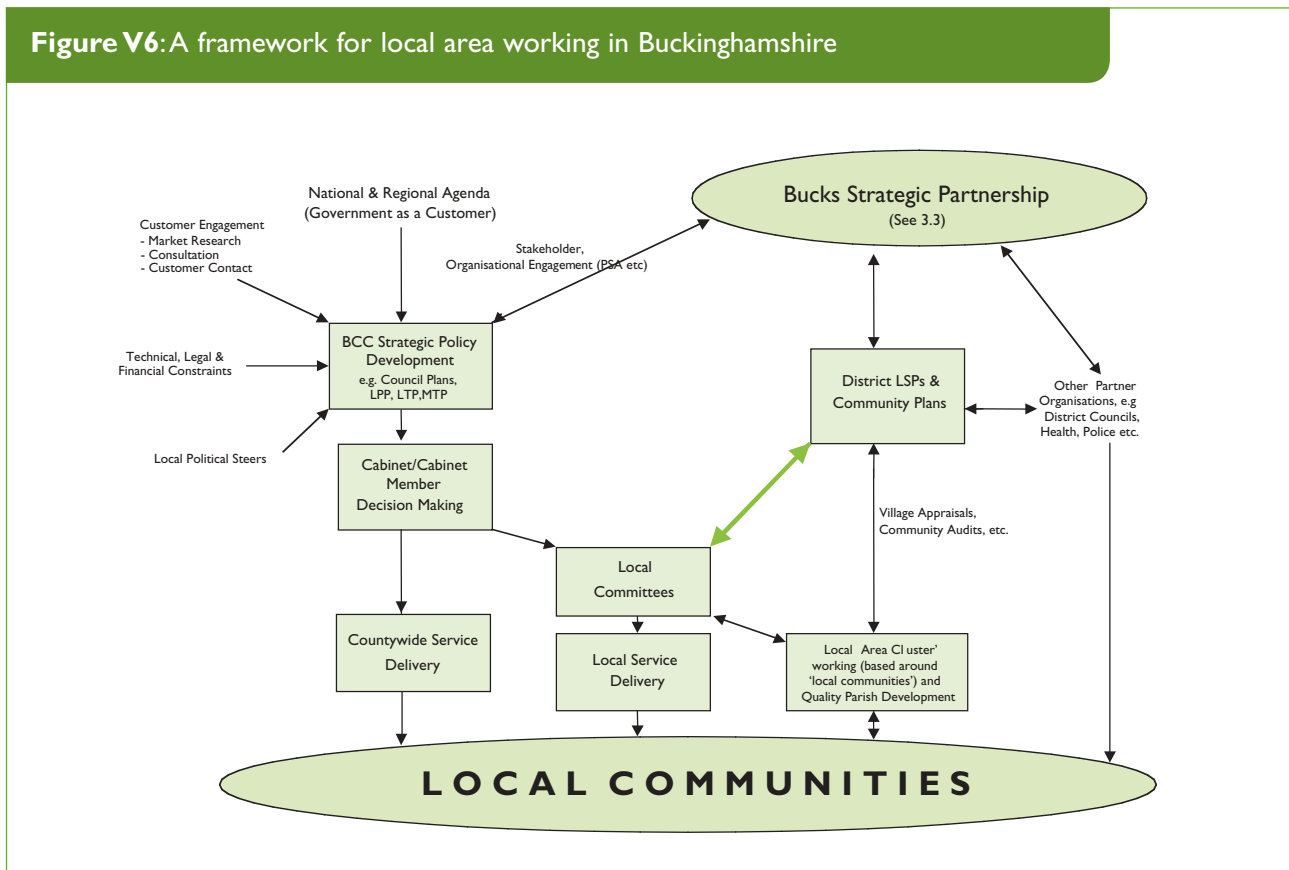 Figure V6: A framework for local area working in Buckinghamshire
National & Regional Agenda
(Government as a Customer)
Customer Engagement
- Market Research
- Consultation
- Customer Contact
Bucks Strategic Partnership
(See 3.3)
Stakeholder,
Organisational Engagement (PSA etc)
BCC Strategic Policy
Development
e.g. Council Plans,
LPP, LTP,MTP
Technical, Legal &
Financial Constraints
Local Political Steers
District LSPs &
Community Plans
Other Partner
Organisations, e.g
District Councils,
Health, Police etc.
Cabinet/Cabinet
Member
Decision Making
Village Appraisals,
Community Audits, etc.
Local
Committees
Countywide Service
Delivery
Local Service
Delivery
Local Area Cl uster'
working (based around
'local communities') and
Quality Parish Development
LOCAL COMMUNITIES